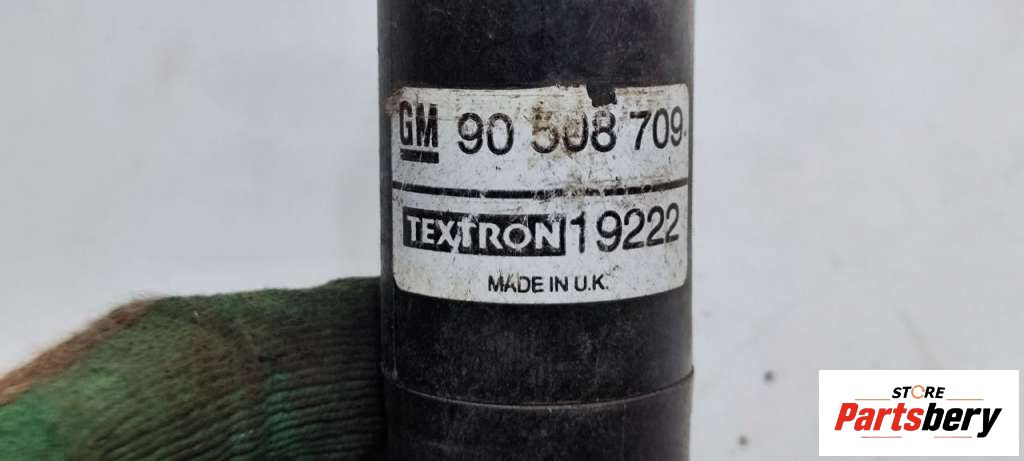 GM 90 508 709
TEXTRON 19222
MADE IN U.K.
STORE
Partsbery